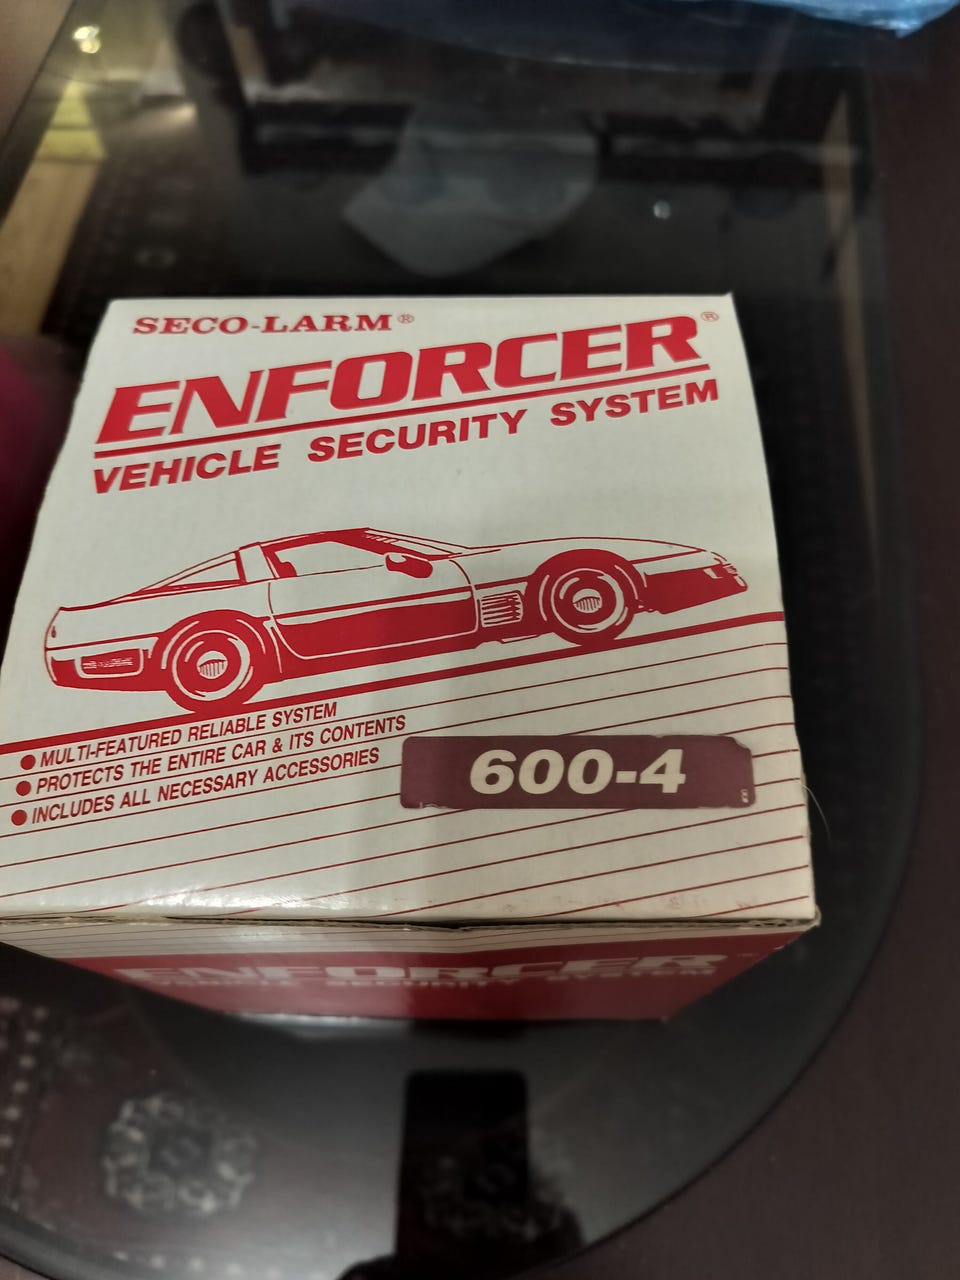 SECO-LARM®
ENFORCER®
VEHICLE SECURITY SYSTEM
● MULTI-FEATURED RELIABLE SYSTEM
● PROTECTS THE ENTIRE CAR & ITS CONTENTS
● INCLUDES ALL NECESSARY ACCESSORIES
600-4
ENFORCER
VEHICLE SECURITY SYSTEM